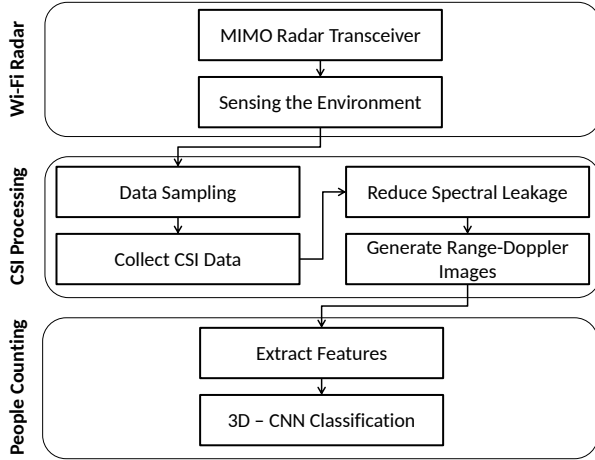 Wi-Fi Radar
MIMO Radar Transceiver
Sensing the Environment
CSI Processing
Data Sampling
Collect CSI Data
Reduce Spectral Leakage
Generate Range-Doppler
Images
People Counting
Extract Features
3D – CNN Classification